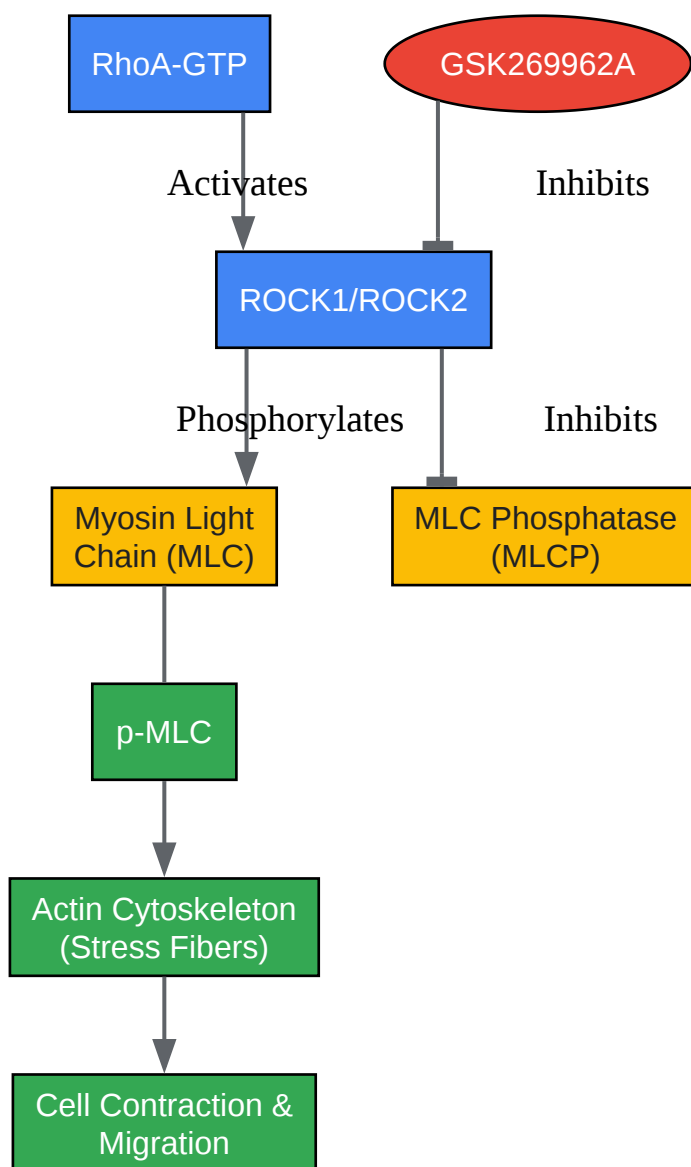 RhoA-GTP
GSK269962A
Activates
Inhibits
ROCK1/ROCK2
Phosphorylates
Inhibits
Myosin Light
Chain (MLC)
MLC Phosphatase
(MLCP)
p-MLC
Actin Cytoskeleton
(Stress Fibers)
Cell Contraction &
Migration